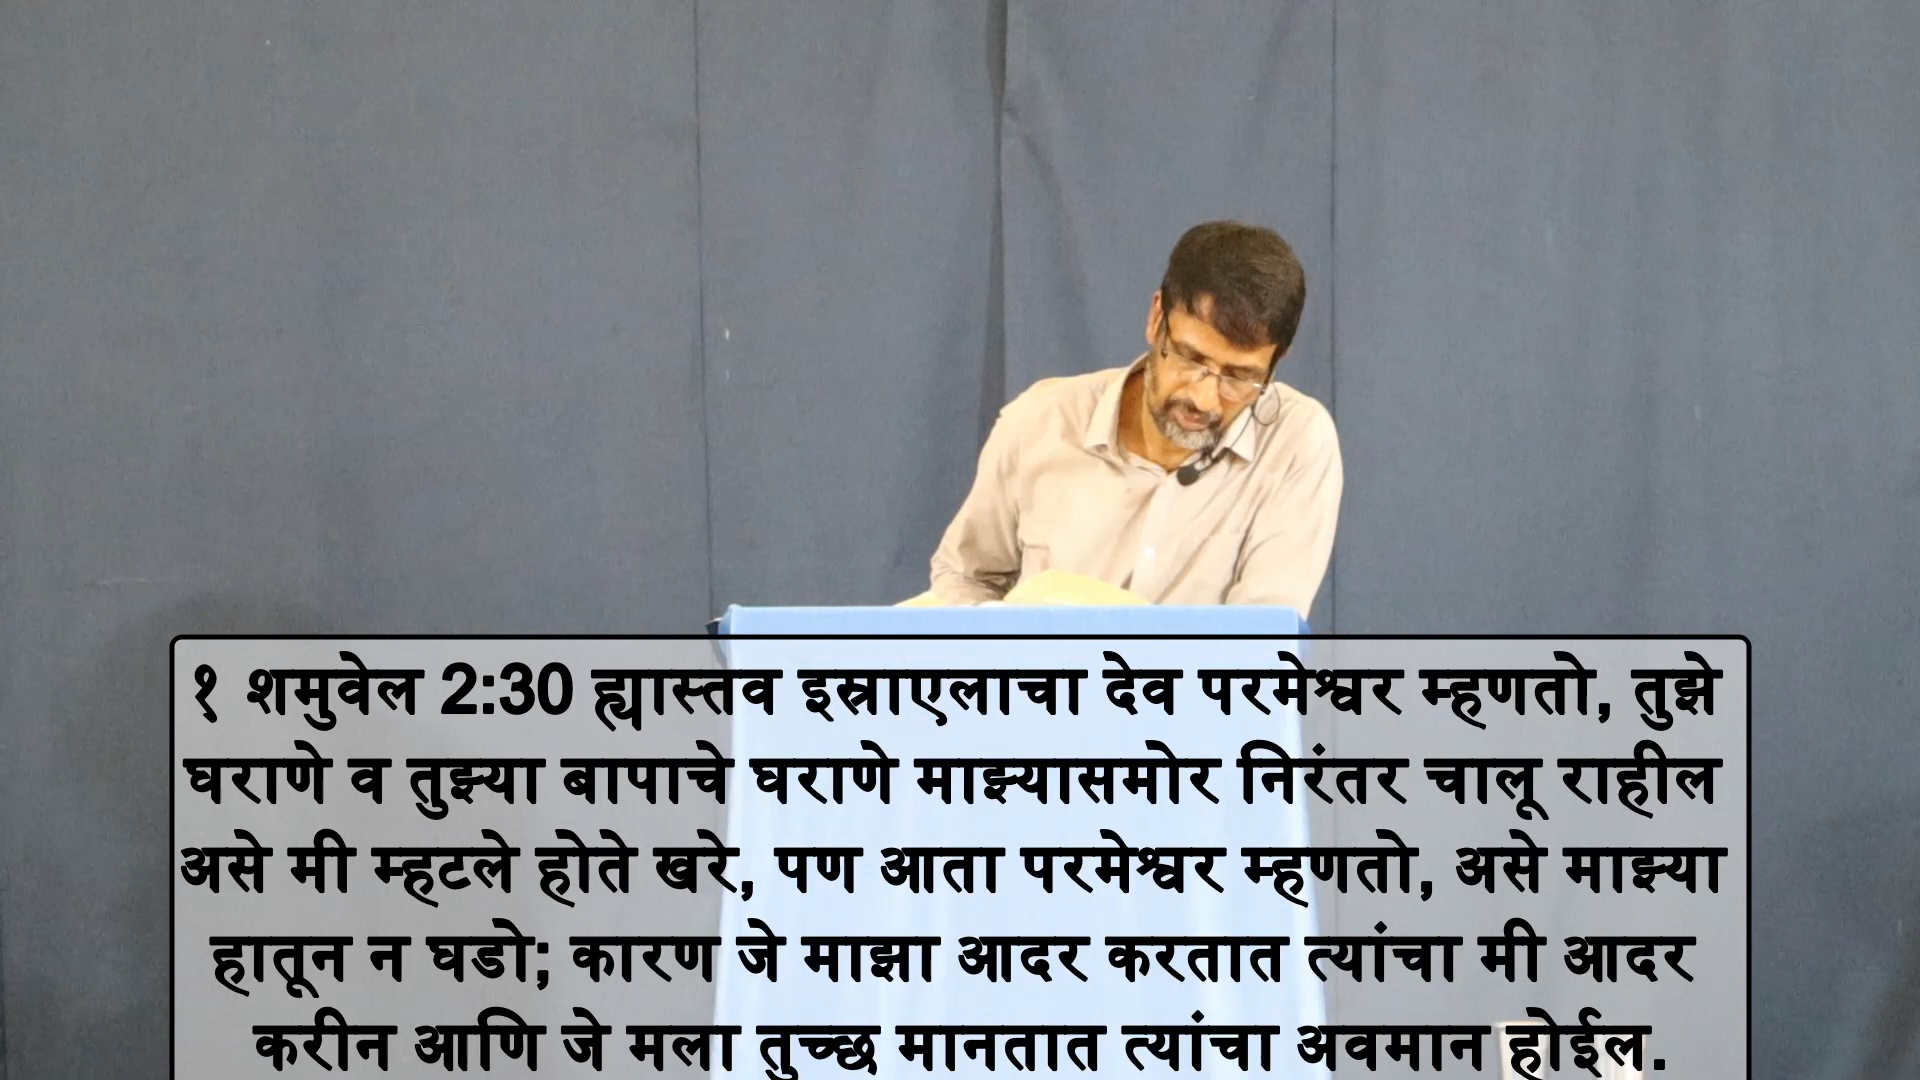 १ शमुवेल 2:30 ह्यास्तव इस्राएलाचा देव परमेश्वर म्हणतो, तुझे
घराणे व तुझ्या बापाचे घराणे माझ्यासमोर निरंतर चालू राहील
असे मी म्हटले होते खरे, पण आता परमेश्वर म्हणतो, असे माझ्या
हातून न घडो; कारण जे माझा आदर करतात त्यांचा मी आदर
करीन आणि जे मला तुच्छ मानतात त्यांचा अवमान होईल.